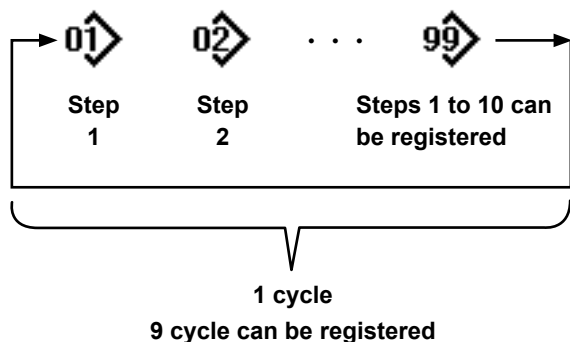 01 02 · · · 99
Step 1
Step 2
Steps 1 to 10 can
be registered
1 cycle
9 cycle can be registered